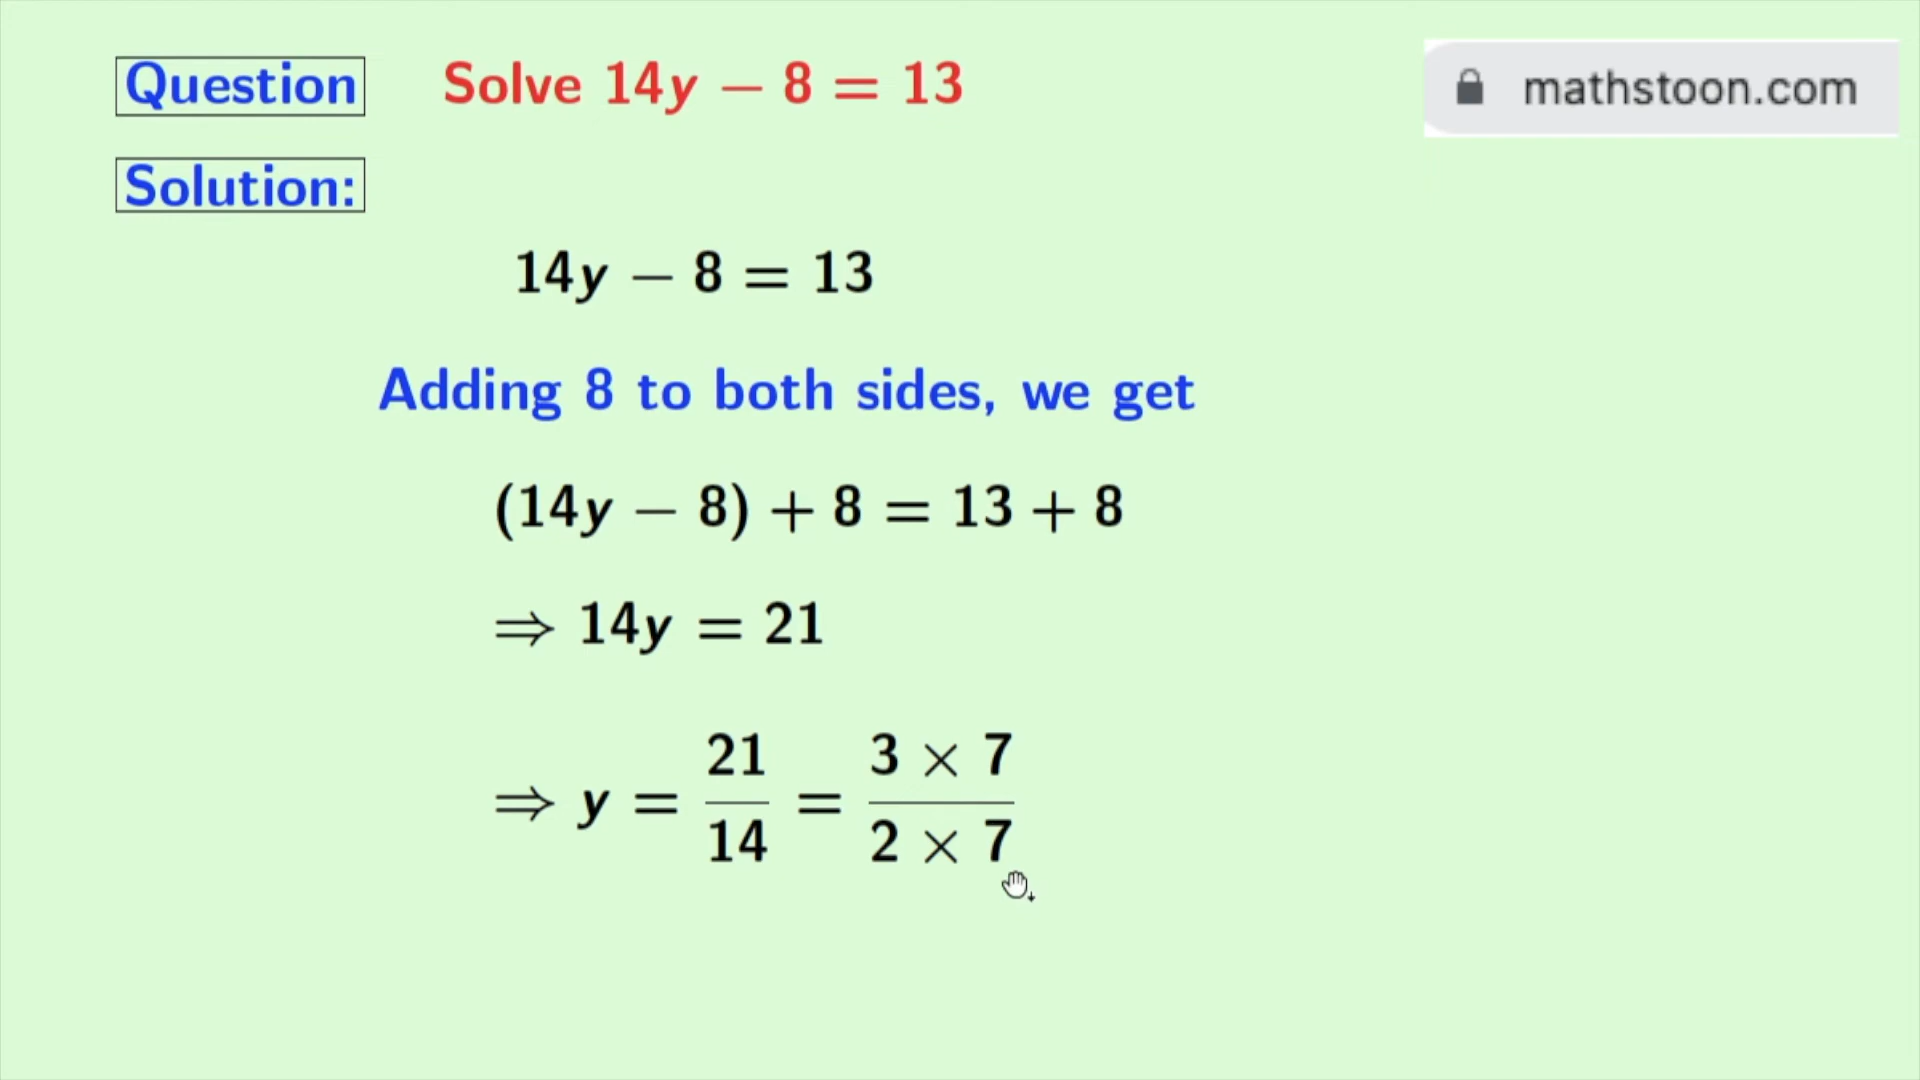 Question Solve 14y − 8 = 13 mathstoon.com
Solution:
14y − 8 = 13
Adding 8 to both sides, we get
(14y − 8) + 8 = 13 + 8
⇒ 14y = 21
⇒ y = 21/14 = 3 × 7/2 × 7